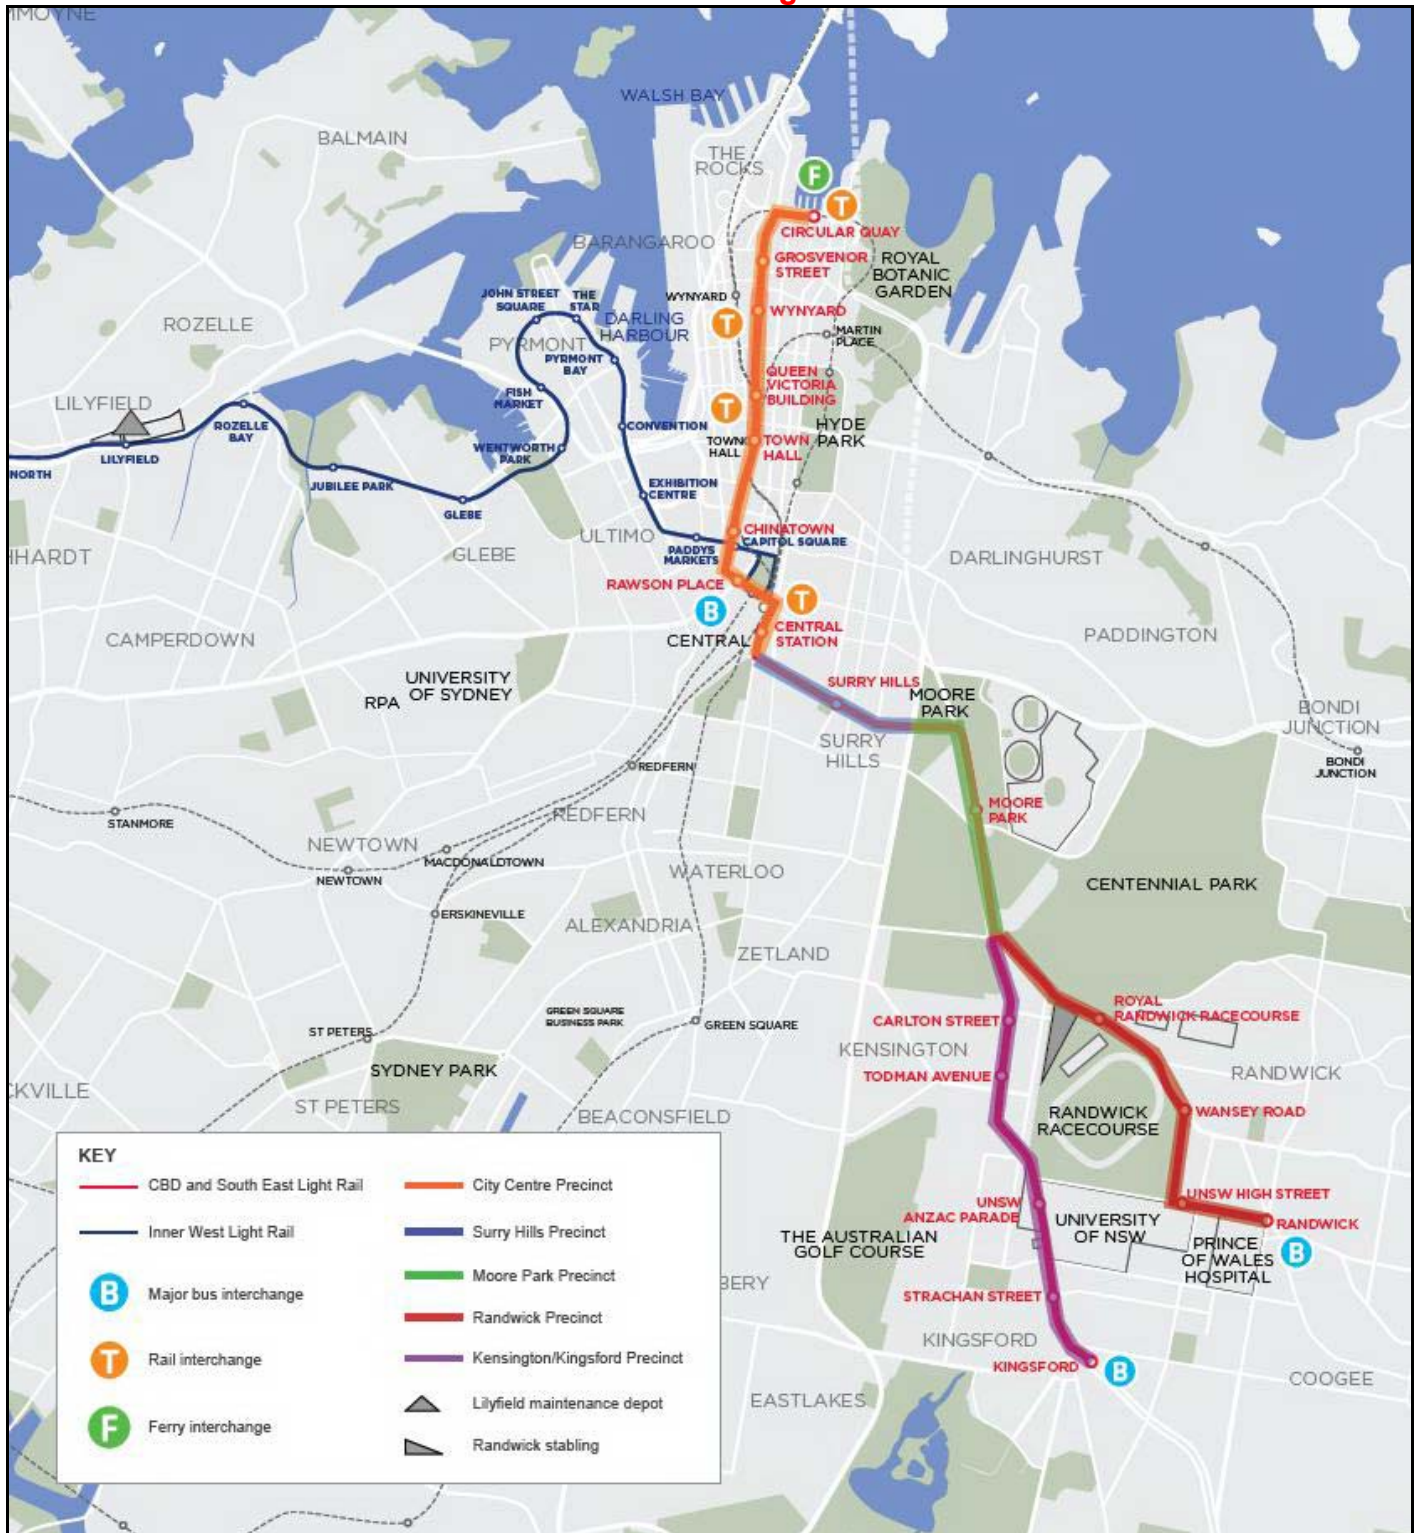 MMOYNE
WALSH BAY
BALMAIN
THE
ROCKS
F
T
CIRCULAR QUAY
BARANGAROO
GROSVENOR
STREET
ROYAL
BOTANIC
GARDEN
JOHN STREET
SQUARE
THE
STAR
WYNYARD
WYNYARD
ROZELLE
DARLING
HARBOUR
T
MARTIN
PLACE
PYRMONT
PYRMONT
BAY
QUEEN
VICTORIA
BUILDING
LILYFIELD
FISH
MARKET
T
ROZELLE
BAY
CONVENTION
HYDE
PARK
TOWN
HALL
TOWN
HALL
LILYFIELD
WENTWORTH
PARK
NORTH
JUBILEE PARK
EXHIBITION
CENTRE
GLEBE
CHINATOWN
ULTIMO
CAPITOL SQUARE
PADDYS
MARKETS
HHARDT
GLEBE
DARLINGHURST
RAWSON PLACE
B
T
CAMPERDOWN
CENTRAL
CENTRAL
STATION
PADDINGTON
UNIVERSITY
OF SYDNEY
RPA
SURRY HILLS
MOORE
PARK
BONDI
JUNCTION
SURRY
HILLS
REDFERN
BONDI
JUNCTION
STANMORE
REDFERN
MOORE
PARK
NEWTOWN
MACDONALDTOWN
NEWTOWN
WATERLOO
CENTENNIAL PARK
ERSKINEVILLE
ALEXANDRIA
ZETLAND
GREEN SQUARE
BUSINESS PARK
GREEN SQUARE
ROYAL
RANDWICK RACECOURSE
CARLTON STREET
ST PETERS
KENSINGTON
SYDNEY PARK
TODMAN AVENUE
RANDWICK
CKVILLE
ST PETERS
BEACONSFIELD
RANDWICK
RACECOURSE
WANSEY ROAD
UNSW
ANZAC PARADE
UNSW HIGH STREET
RANDWICK
UNIVERSITY
OF NSW
THE AUSTRALIAN
GOLF COURSE
PRINCE
OF WALES
HOSPITAL
B
BERY
STRACHAN STREET
KINGSFORD
KINGSFORD
B
COOGEE
EASTLAKES
KEY
CBD and South East Light Rail
Inner West Light Rail
B
Major bus interchange
T
Rail interchange
F
Ferry interchange
City Centre Precinct
Surry Hills Precinct
Moore Park Precinct
Randwick Precinct
Kensington/Kingsford Precinct
Lilyfield maintenance depot
Randwick stabling